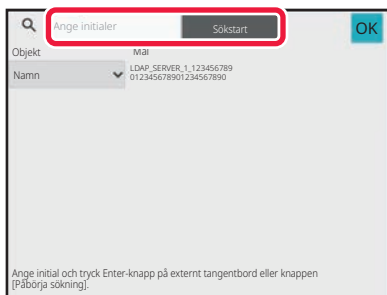 Ange initialer Sökstart OK
Objekt Mål
Namn LDAP_SERVER_1_123456789
012345678901234567890
Ange initial och tryck Enter-knapp på externt tangentbord eller knappen
[Påbörja sökning].